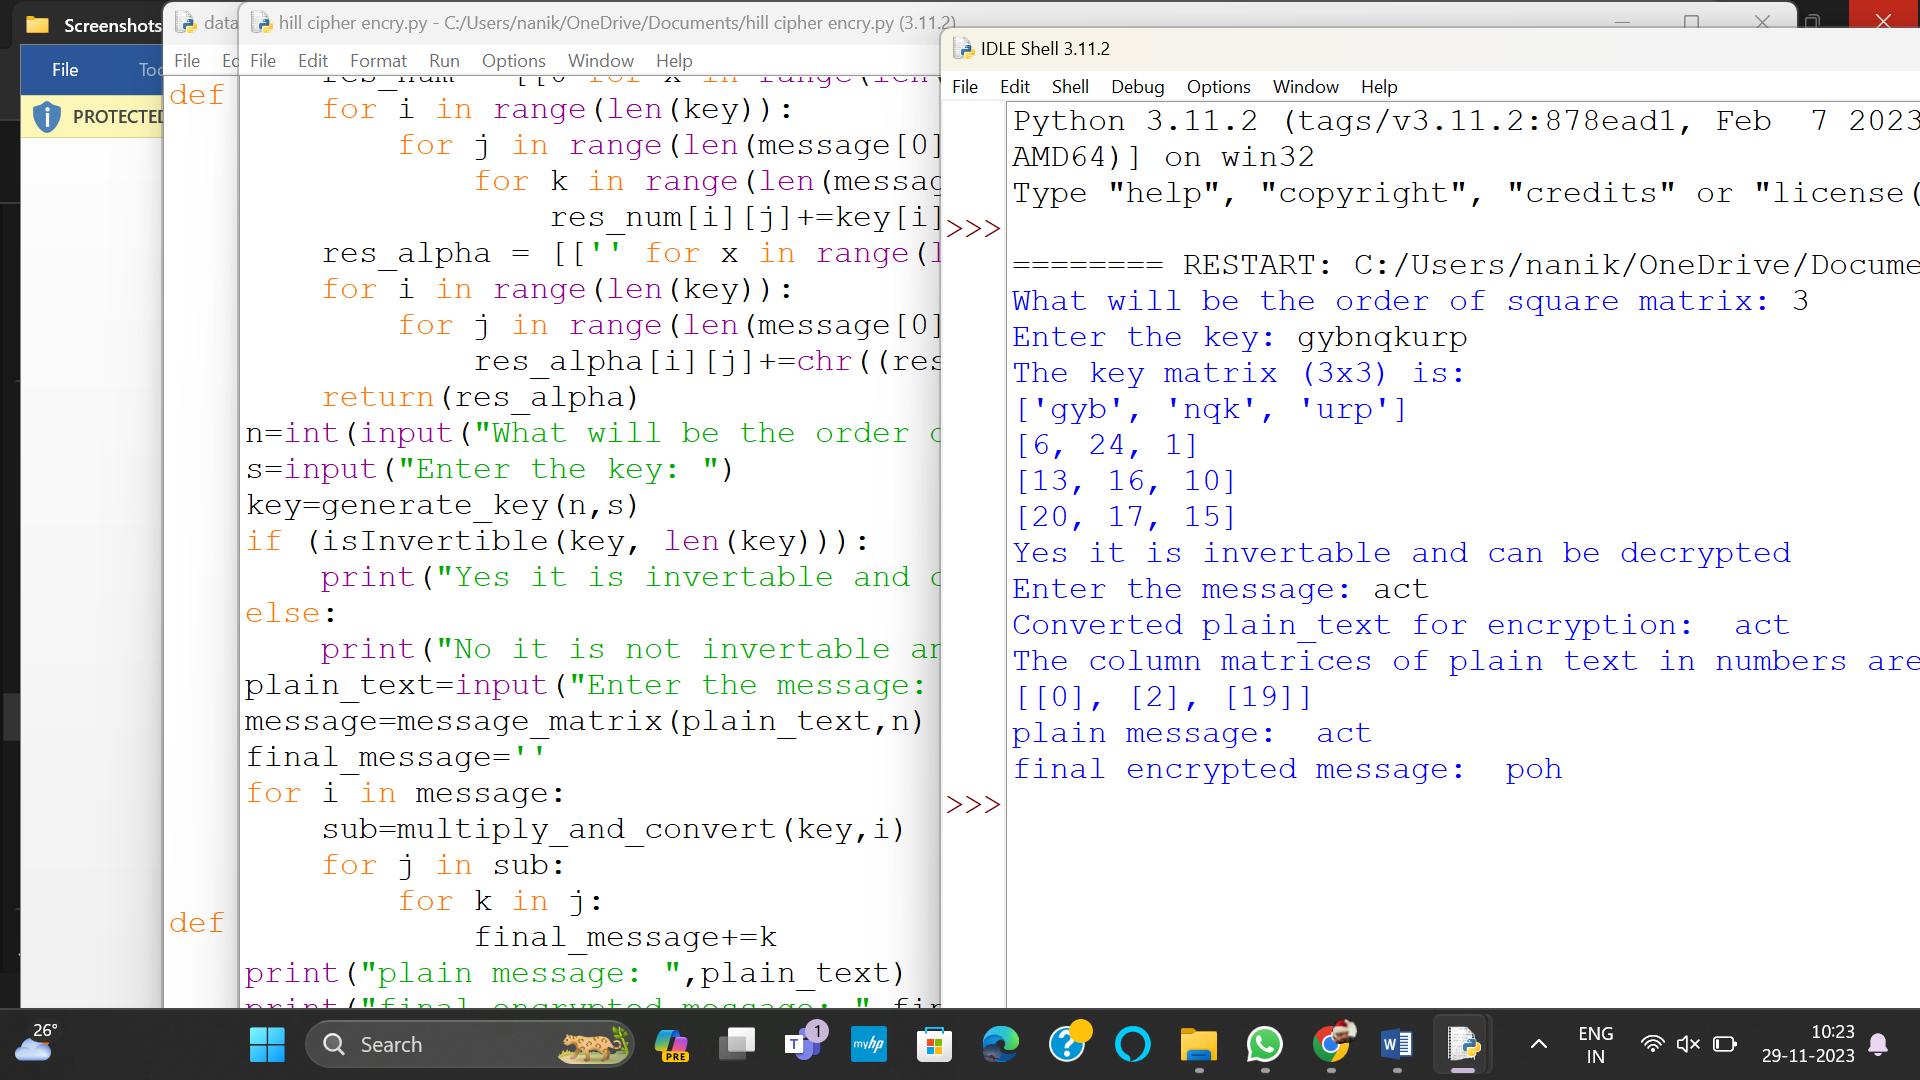 Screenshots
File
Too
PROTECTED
data
File
Ed
def
def
hill cipher encry.py - C:/Users/nanik/OneDrive/Documents/hill cipher encry.py (3.11.2)
File Edit Format Run Options Window Help
for i in range(len(key)):
for j in range(len(message[0]
for k in range(len(messag
res_num[i][j]+=key[i]
res_alpha = [['' for x in range(l
for i in range(len(key)):
for j in range(len(message[0]
res_alpha[i][j]+=chr((res
return(res_alpha)
n=int(input("What will be the order o
s=input("Enter the key: ")
key=generate_key(n,s)
if (isInvertible(key, len(key))):
print("Yes it is invertable and c
else:
print("No it is not invertable an
plain_text=input("Enter the message:
message=message_matrix(plain_text,n)
final_message=''
for i in message:
sub=multiply_and_convert(key,i)
for j in sub:
for k in j:
final_message+=k
print("plain message: ",plain_text)
print("final encrypted message: ",fin
IDLE Shell 3.11.2
File Edit Shell Debug Options Window Help
Python 3.11.2 (tags/v3.11.2:878ead1, Feb  7 2023
AMD64)] on win32
Type "help", "copyright", "credits" or "license(
>>>
======== RESTART: C:/Users/nanik/OneDrive/Docume
What will be the order of square matrix: 3
Enter the key: gybnqkurp
The key matrix (3x3) is:
['gyb', 'nqk', 'urp']
[6, 24, 1]
[13, 16, 10]
[20, 17, 15]
Yes it is invertable and can be decrypted
Enter the message: act
Converted plain_text for encryption:  act
The column matrices of plain text in numbers are
[[0], [2], [19]]
plain message:  act
final encrypted message:  poh
>>>
26°
Search
PRE
T
1
myhp
ENG
IN
10:23
29-11-2023